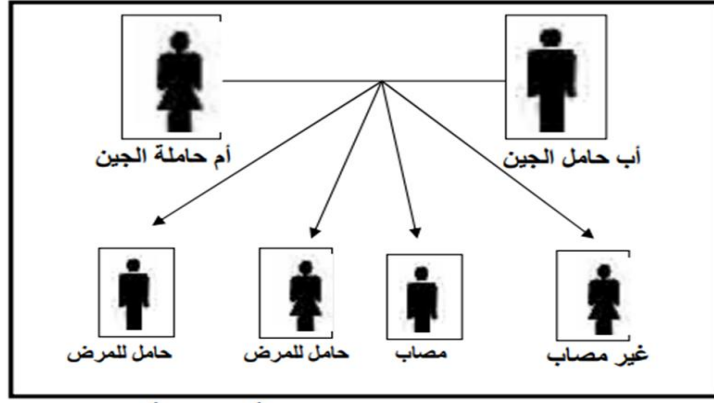 أب حامل الجين
أم حاملة الجين
غير مصاب
مصاب
حامل للمرض
حامل للمرض